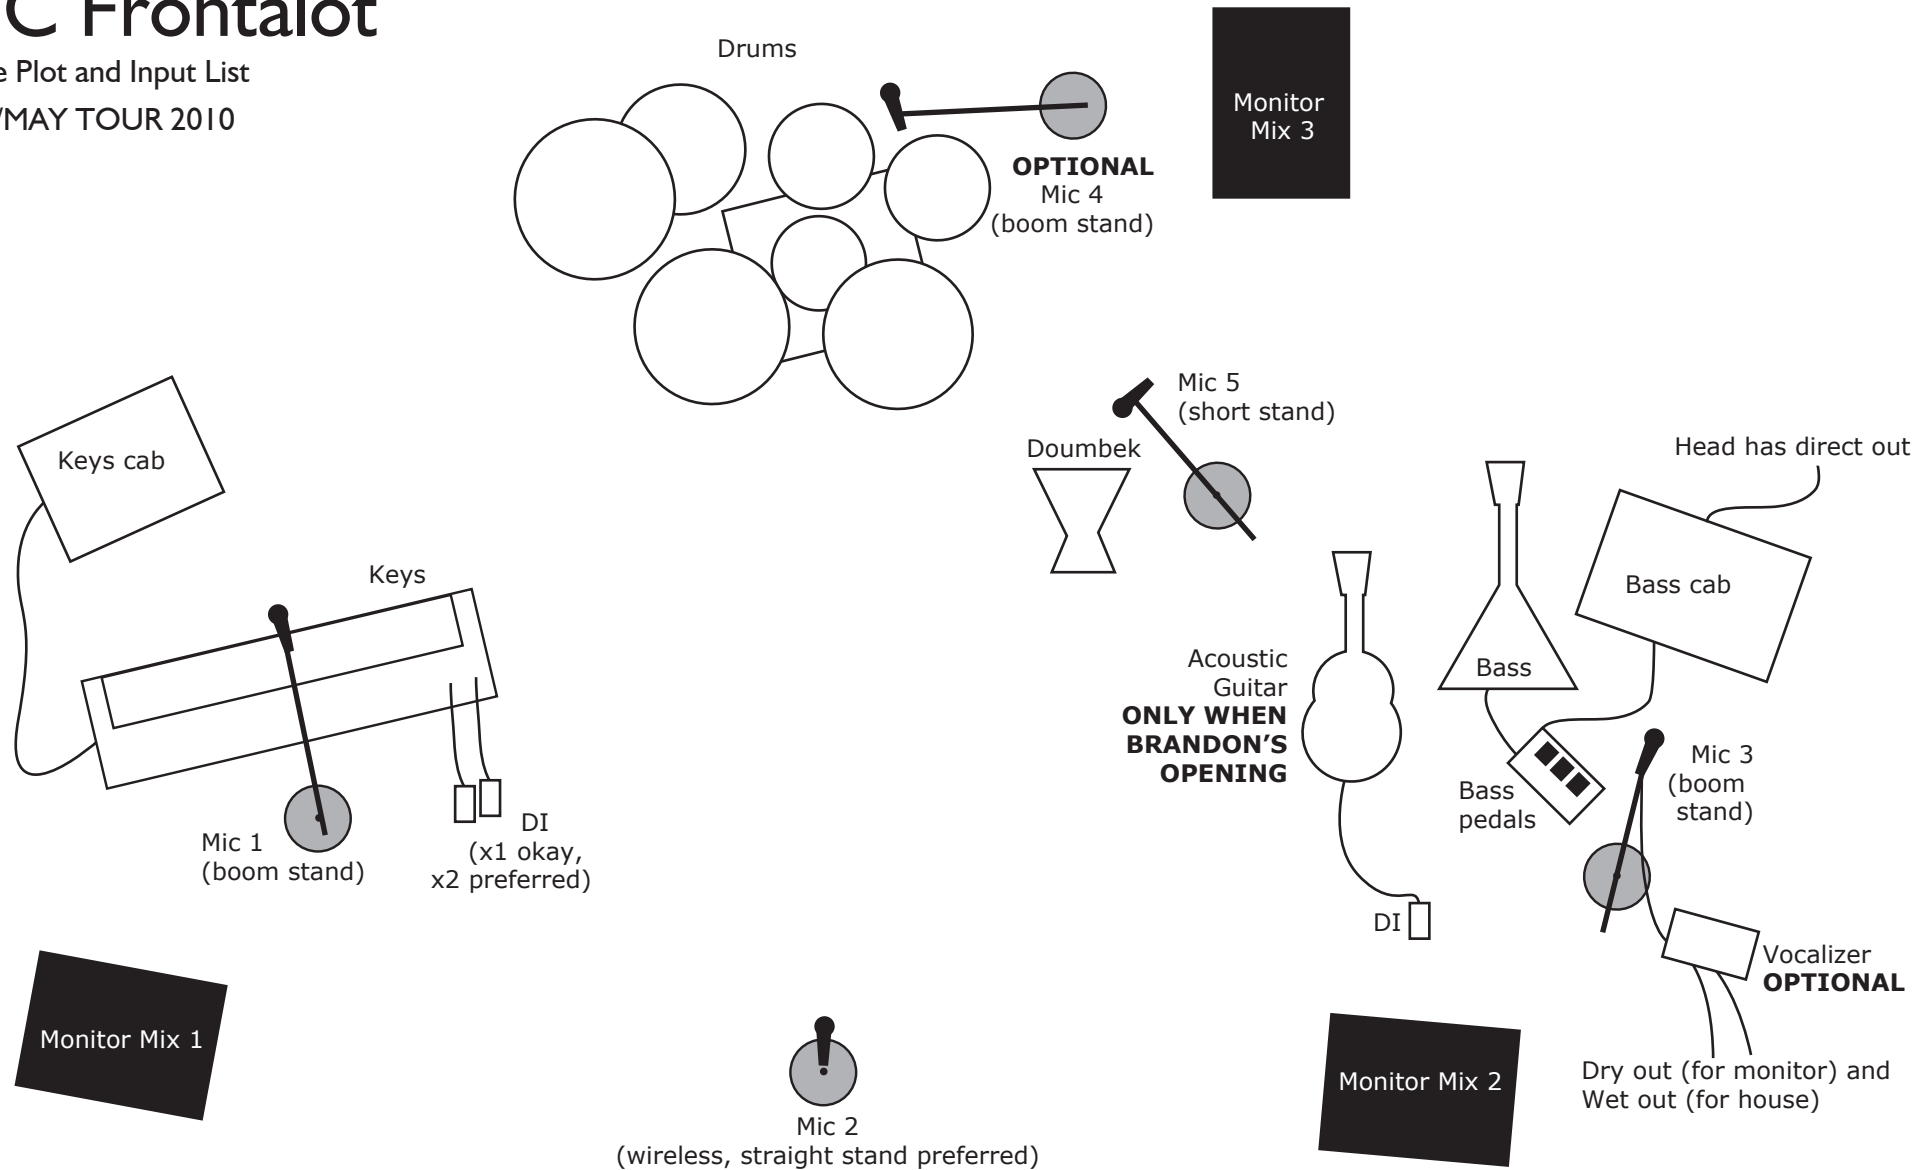 C Frontalot
e Plot and Input List
/MAY TOUR 2010
Drums
Monitor
Mix 3
OPTIONAL
Mic 4
(boom stand)
Mic 5
(short stand)
Doumbek
Head has direct out
Keys cab
Bass cab
Keys
Acoustic
Guitar
ONLY WHEN
BRANDON'S
OPENING
Bass
Mic 3
(boom
stand)
Bass
pedals
Mic 1
(boom stand)
DI
(x1 okay,
x2 preferred)
DI
Vocalizer
OPTIONAL
Monitor Mix 1
Monitor Mix 2
Dry out (for monitor) and
Wet out (for house)
Mic 2
(wireless, straight stand preferred)